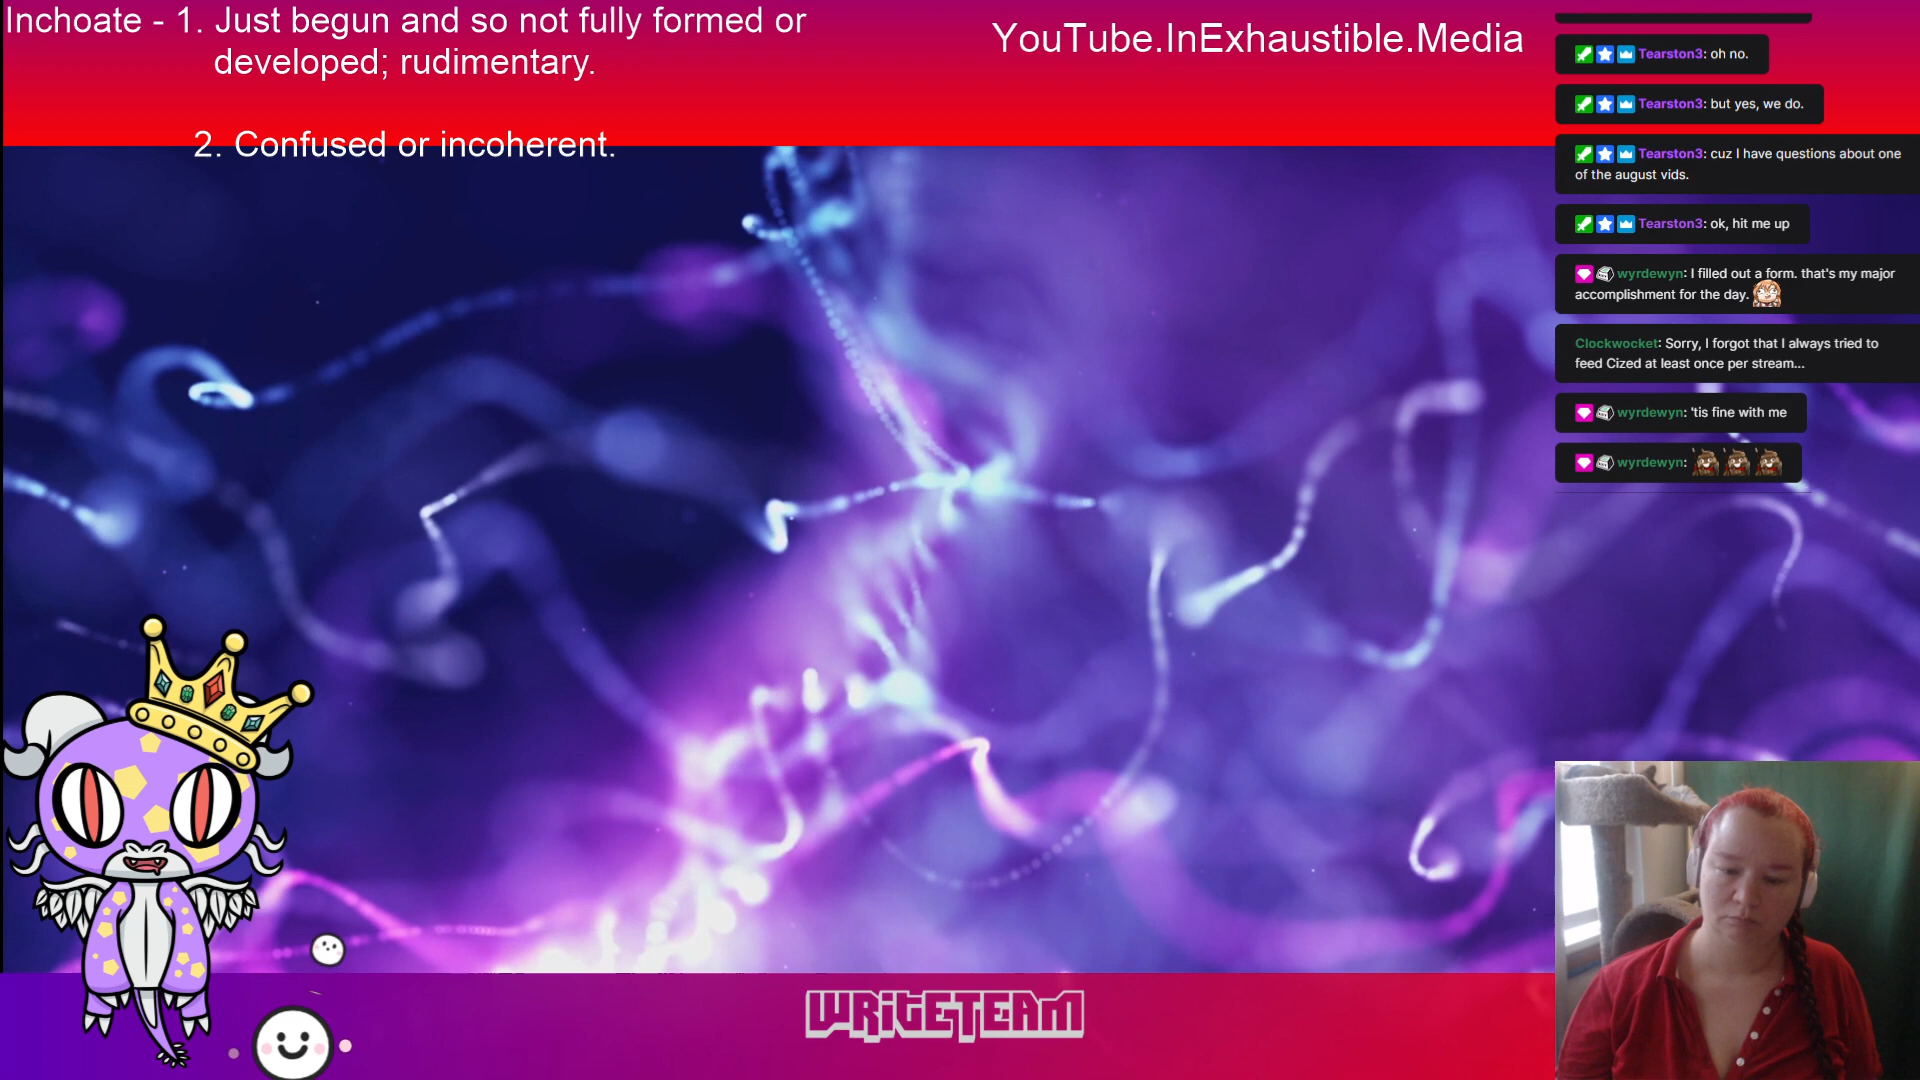 Inchoate - 1. Just begun and so not fully formed or
developed; rudimentary.
2. Confused or incoherent.
YouTube.InExhaustible.Media
Tearston3: oh no.
Tearston3: but yes, we do.
Tearston3: cuz I have questions about one
of the august vids.
Tearston3: ok, hit me up
wyrdewyn: I filled out a form. that's my major
accomplishment for the day.
Clockwocket: Sorry, I forgot that I always tried to
feed Cized at least once per stream...
wyrdewyn: 'tis fine with me
wyrdewyn:
WRITETEAM